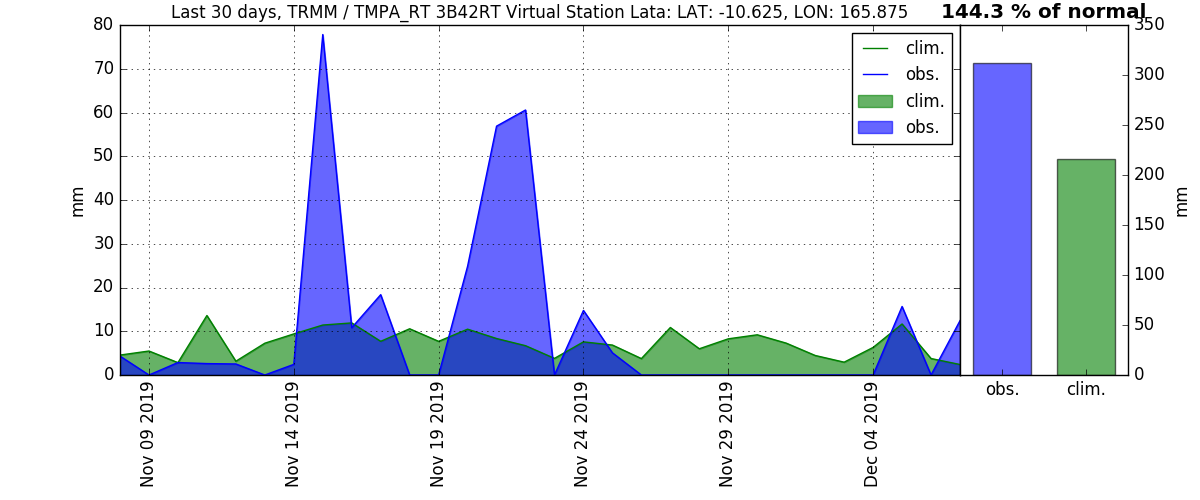 Last 30 days, TRMM / TMPA_RT 3B42RT Virtual Station Lata: LAT: -10.625, LON: 165.875
144.3 % of normal
80
70
60
50
40
30
20
10
0
mm
clim.
obs.
clim.
obs.
Nov 09 2019
Nov 14 2019
Nov 19 2019
Nov 24 2019
Nov 29 2019
Dec 04 2019
350
300
250
200
150
100
50
0
mm
obs.
clim.